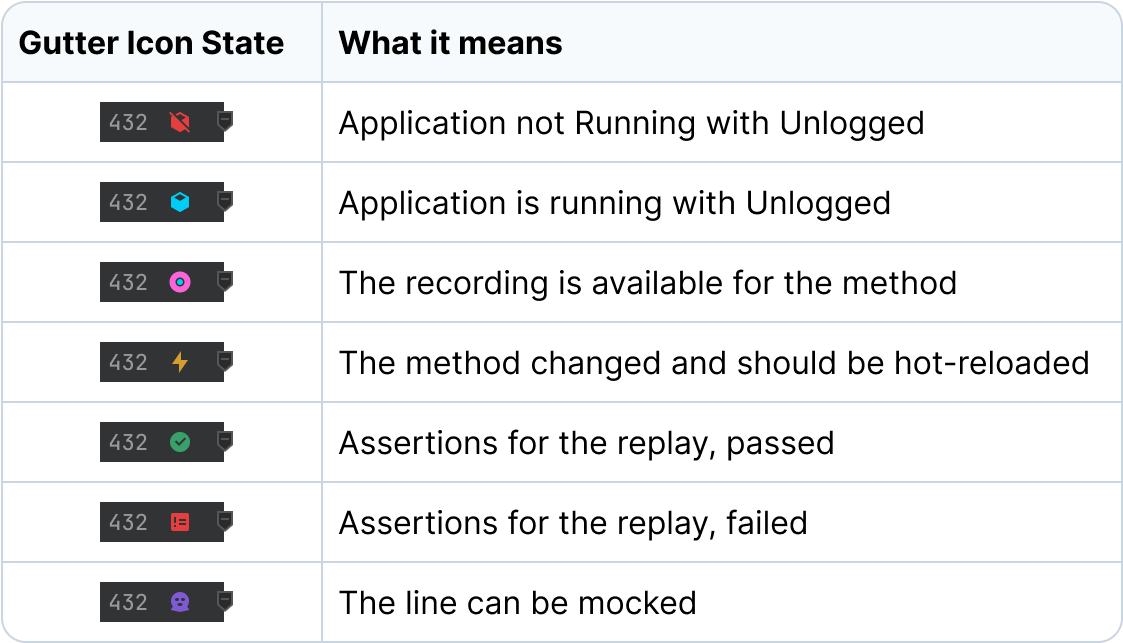 Gutter Icon State What it means
432 Application not Running with Unlogged
432 Application is running with Unlogged
432 The recording is available for the method
432 The method changed and should be hot-reloaded
432 Assertions for the replay, passed
432 Assertions for the replay, failed
432 The line can be mocked